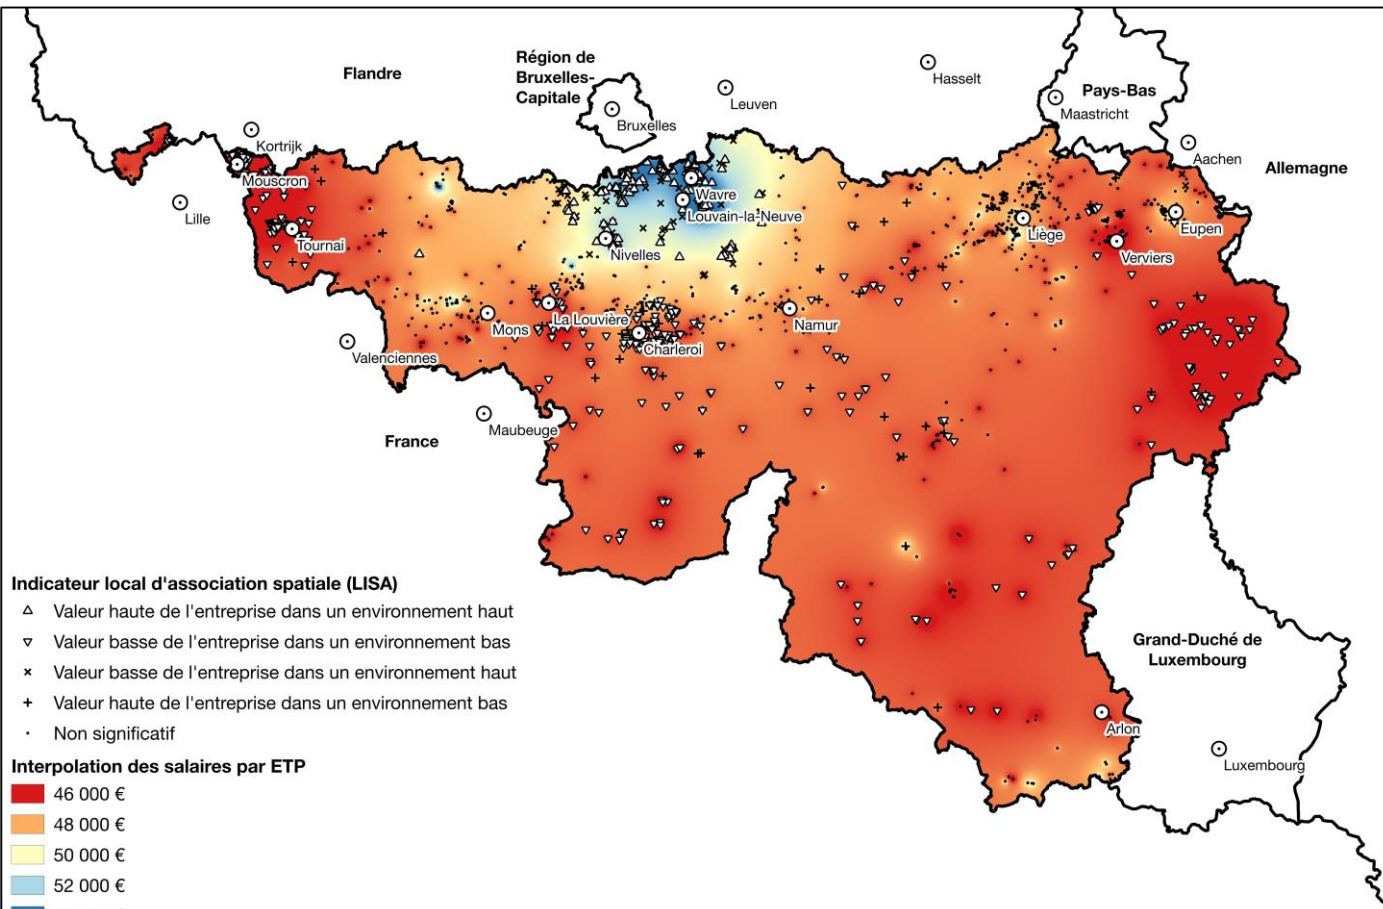 Flandre
Région de
Bruxelles-
Capitale
Bruxelles
Leuven
Hasselt
Pays-Bas
Maastricht
Aachen
Allemagne
Kortrijk
Mouscron
Lille
Tournai
Wavre
Louvain-la-Neuve
Nivelles
Liège
Eupen
Verviers
La Louvière
Mons
Charleroi
Namur
Valenciennes
Maubeuge
France
Indicateur local d'association spatiale (LISA)
Valeur haute de l'entreprise dans un environnement haut
Valeur basse de l'entreprise dans un environnement bas
Valeur basse de l'entreprise dans un environnement haut
Valeur haute de l'entreprise dans un environnement bas
Non significatif
Grand-Duché de
Luxembourg
Arlon
Luxembourg
Interpolation des salaires par ETP
46 000 €
48 000 €
50 000 €
52 000 €